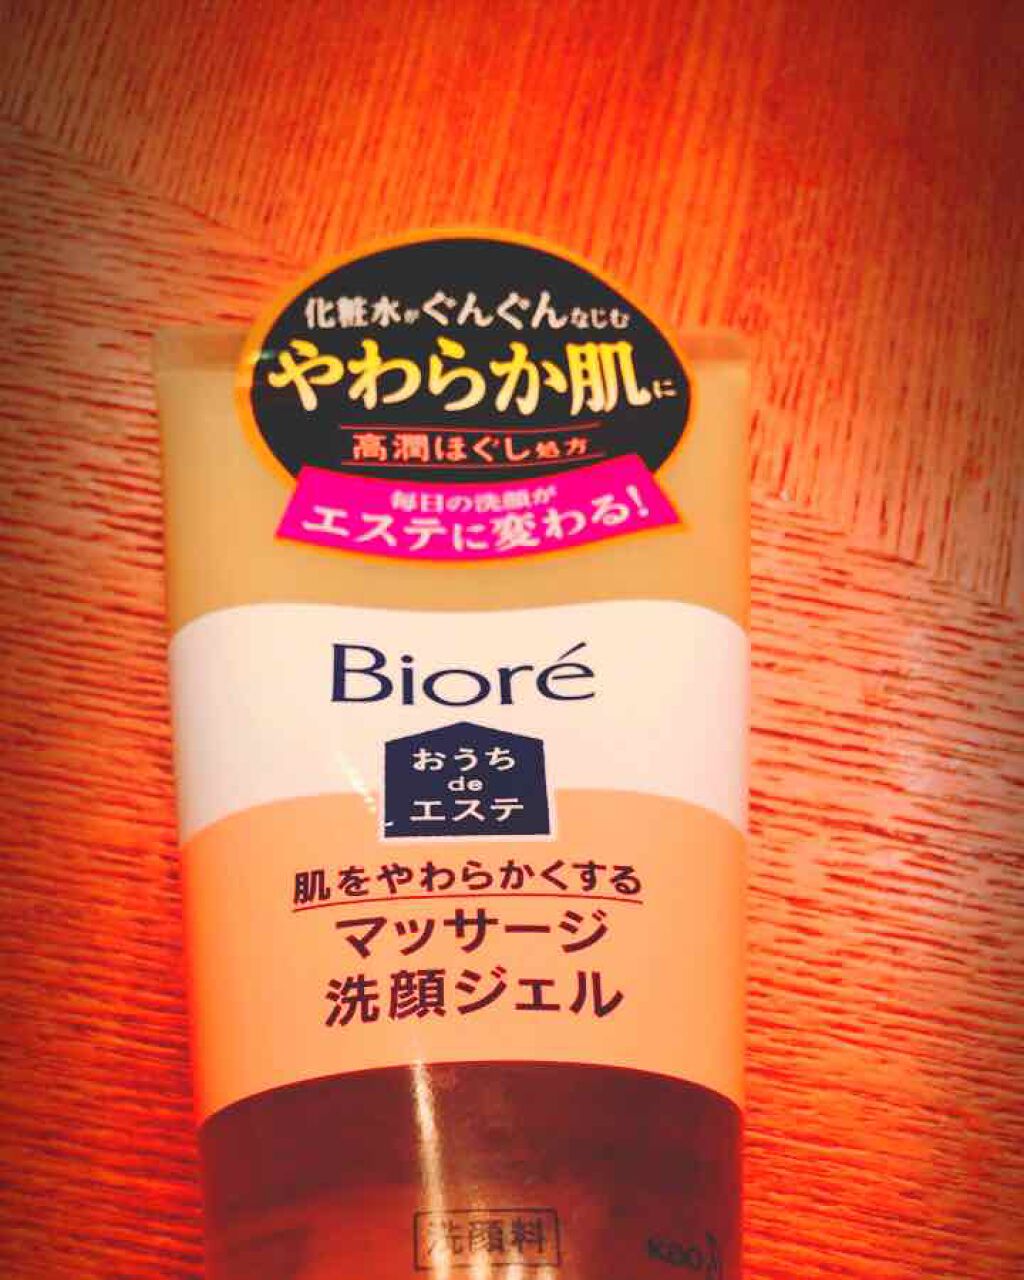 化粧水がぐんぐんなじむ
やわらか肌に
高潤ほぐし処方
毎日の洗顔が
エステに変わる!
Bioré
おうち
de
エステ
肌をやわらかくする
マッサージ
洗顔ジェル
洗顔料
Kao